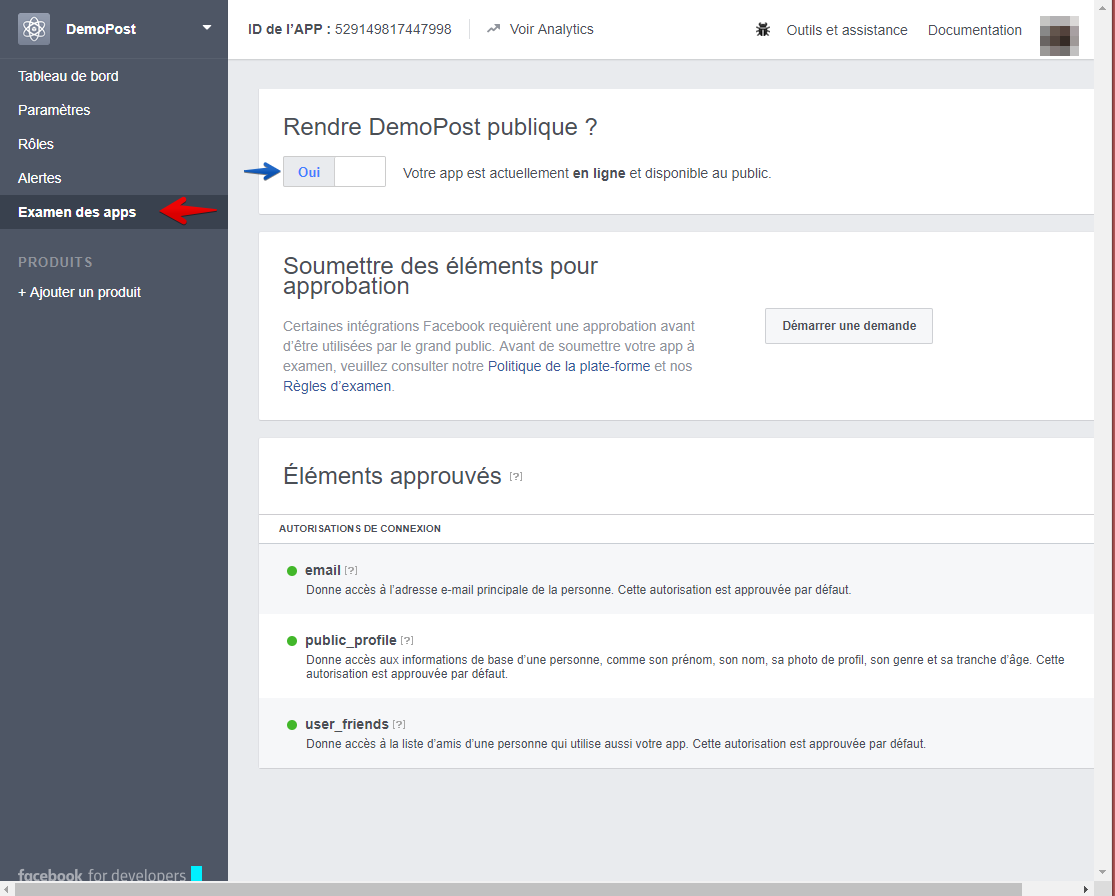 DemoPost
ID de l’APP : 529149817447998
Voir Analytics
Outils et assistance
Documentation
Tableau de bord
Paramètres
Rôles
Alertes
Examen des apps
PRODUITS
+ Ajouter un produit
Rendre DemoPost publique ?
Oui
Votre app est actuellement en ligne et disponible au public.
Soumettre des éléments pour
approbation
Certaines intégrations Facebook requièrent une approbation avant
d’être utilisées par le grand public. Avant de soumettre votre app à
examen, veuillez consulter notre Politique de la plate-forme et nos
Règles d’examen.
Démarrer une demande
Éléments approuvés [?]
AUTORISATIONS DE CONNEXION
email [?]
Donne accès à l’adresse e-mail principale de la personne. Cette autorisation est approuvée par défaut.
public_profile [?]
Donne accès aux informations de base d’une personne, comme son prénom, son nom, sa photo de profil, son genre et sa tranche d’âge. Cette
autorisation est approuvée par défaut.
user_friends [?]
Donne accès à la liste d’amis d’une personne qui utilise aussi votre app. Cette autorisation est approuvée par défaut.
facebook for developers